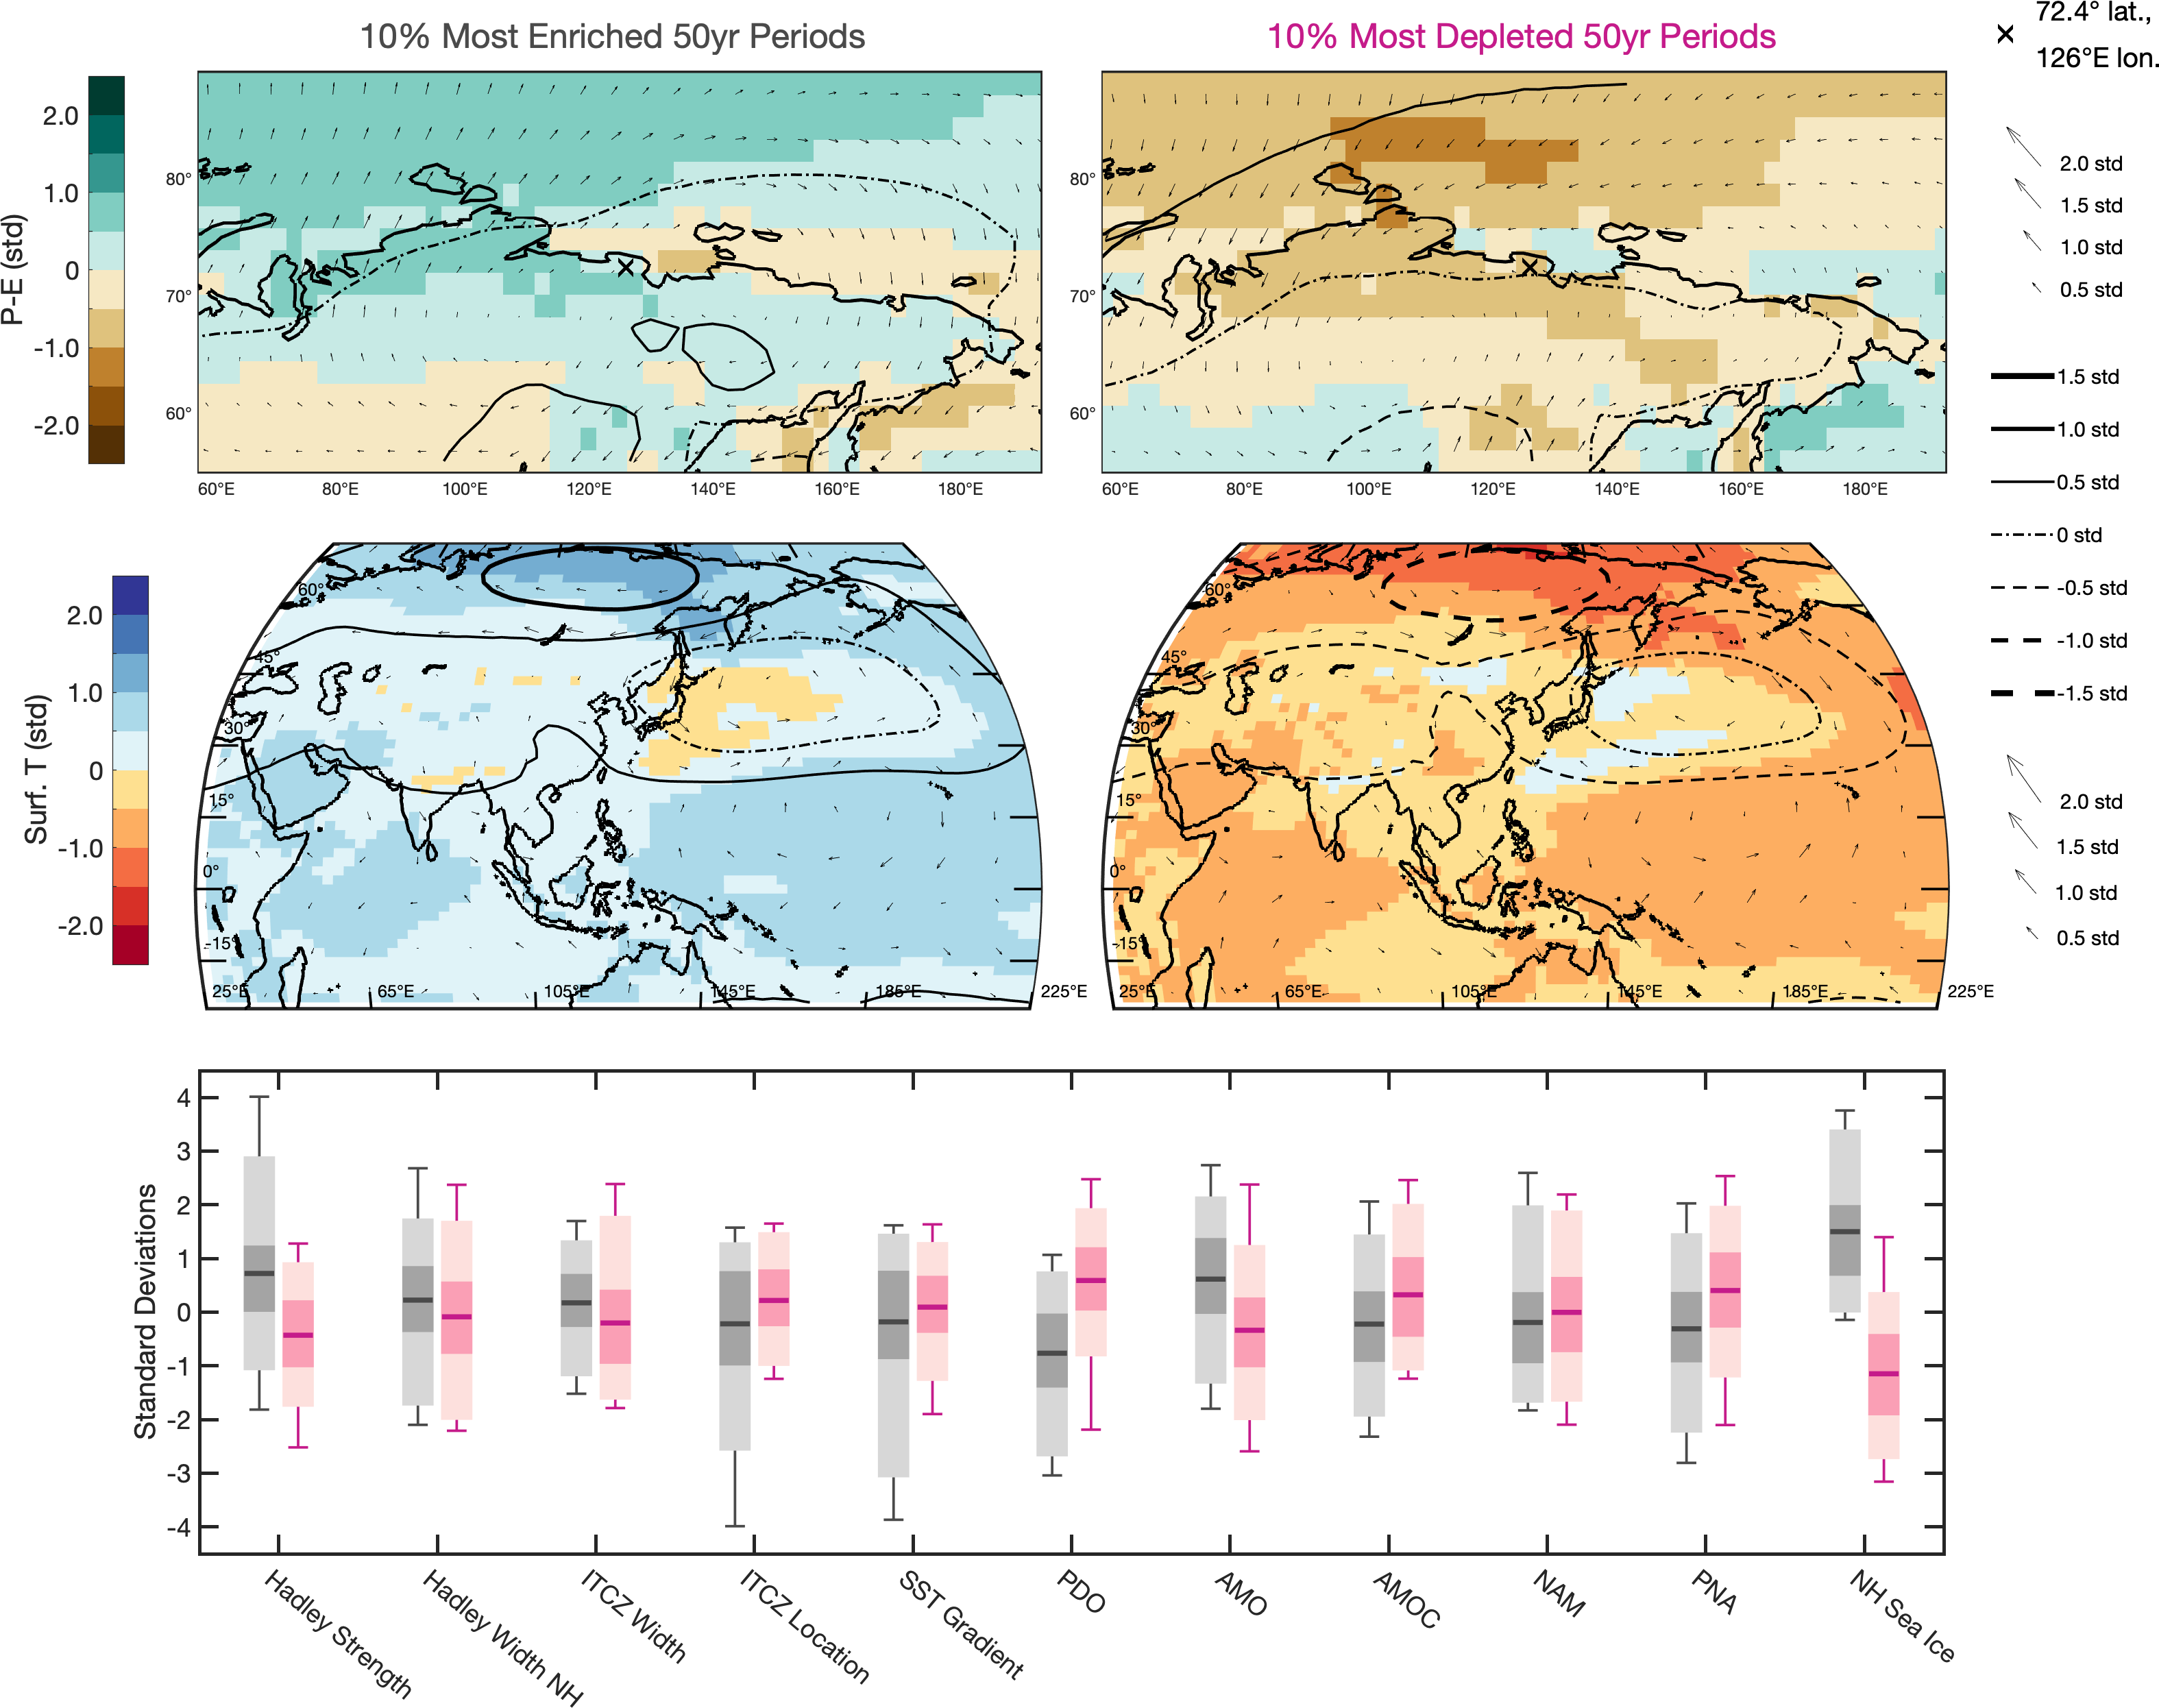 10% Most Enriched 50yr Periods
10% Most Depleted 50yr Periods
72.4° lat.,
126°E lon.
P-E (std)
2.0
1.0
0
-1.0
-2.0
80°
70°
60°
60°E 80°E 100°E 120°E 140°E 160°E 180°E
80°
70°
60°
60°E 80°E 100°E 120°E 140°E 160°E 180°E
2.0 std
1.5 std
1.0 std
0.5 std
1.5 std
1.0 std
0.5 std
0 std
-0.5 std
-1.0 std
-1.5 std
Surf. T (std)
2.0
1.0
0
-1.0
-2.0
60°
45°
30°
15°
0°
-15°
25°E 65°E 105°E 145°E 185°E 225°E
60°
45°
30°
15°
0°
-15°
25°E 65°E 105°E 145°E 185°E 225°E
2.0 std
1.5 std
1.0 std
0.5 std
Standard Deviations
4
3
2
1
0
-1
-2
-3
-4
Hadley Strength
Hadley Width NH
ITCZ Width
ITCZ Location
SST Gradient
PDO
AMO
AMOC
NAM
PNA
NH Sea Ice